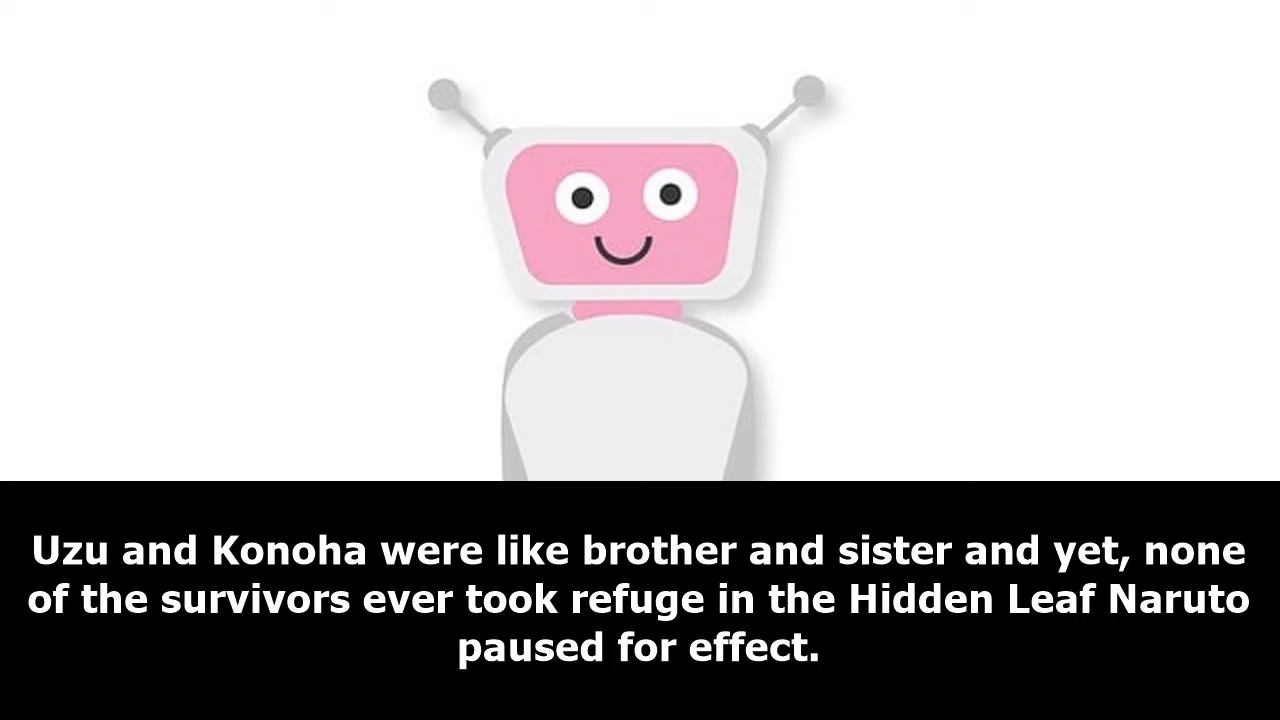 Uzu and Konoha were like brother and sister and yet, none
of the survivors ever took refuge in the Hidden Leaf Naruto
paused for effect.